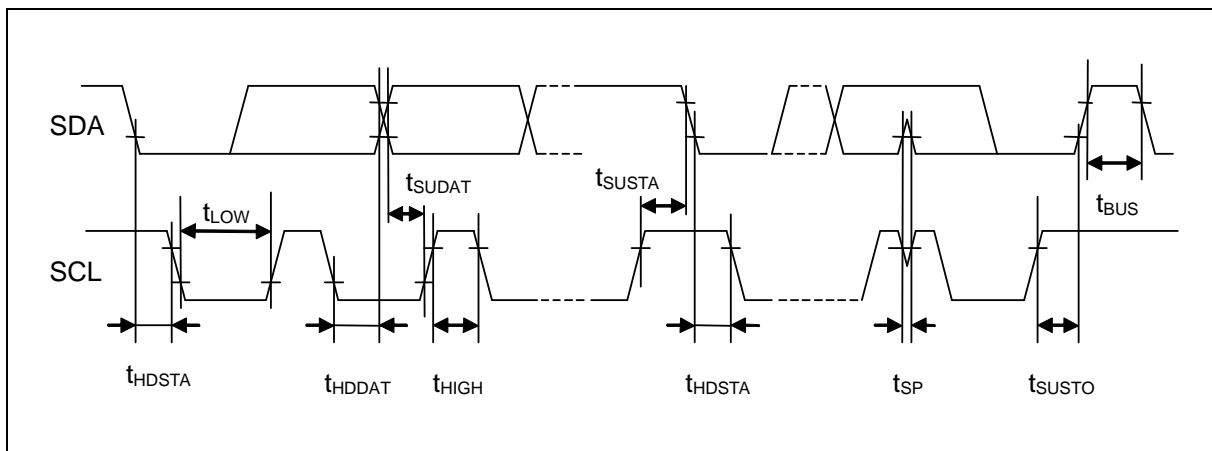 SDA
tSUDAT
tSUSTA
tLOW
tBUS
SCL
tHDSTA
tHDDAT
tHIGH
tHDSTA
tSP
tSUSTO